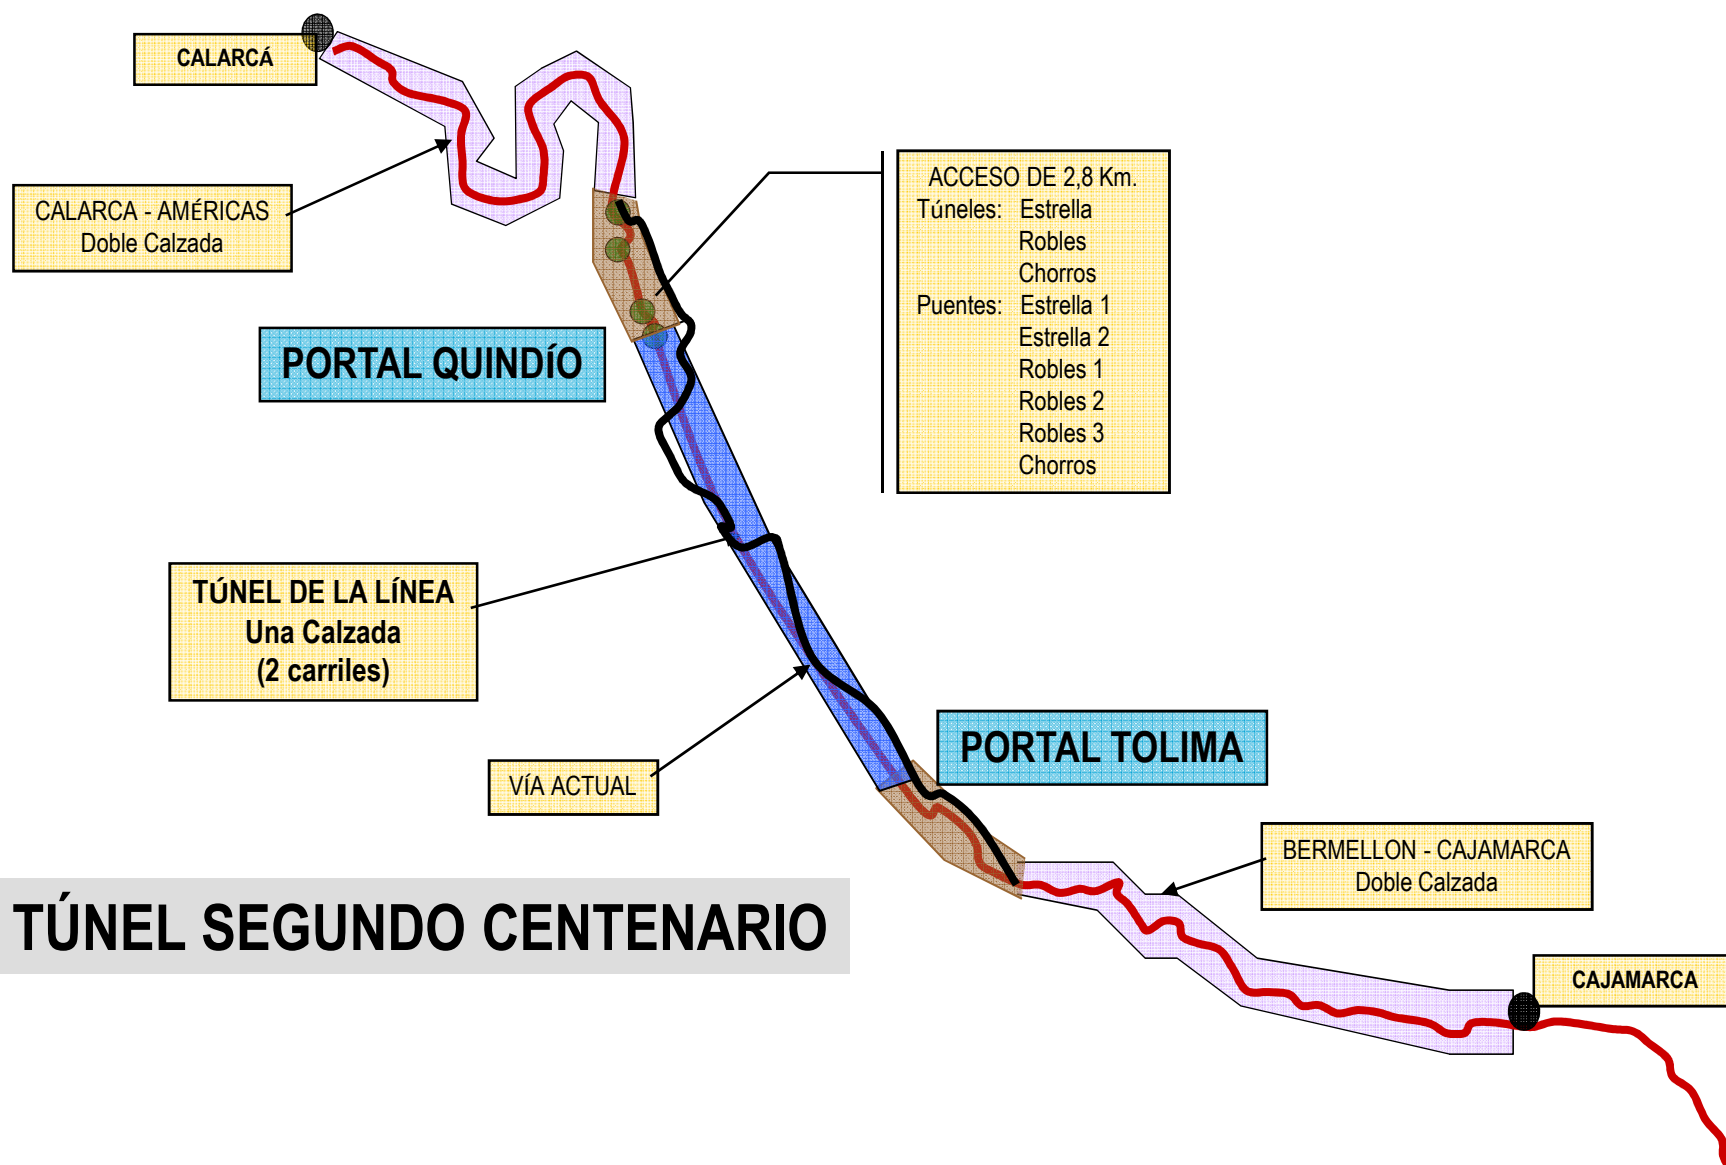 CALARCÁ
CALARCA - AMÉRICAS
Doble Calzada
ACCESO DE 2,8 Km.
Túneles: Estrella
Robles
Chorros
Puentes: Estrella 1
Estrella 2
Robles 1
Robles 2
Robles 3
Chorros
PORTAL QUINDÍO
TÚNEL DE LA LÍNEA
Una Calzada
(2 carriles)
PORTAL TOLIMA
VÍA ACTUAL
BERMELLON - CAJAMARCA
Doble Calzada
TÚNEL SEGUNDO CENTENARIO
CAJAMARCA